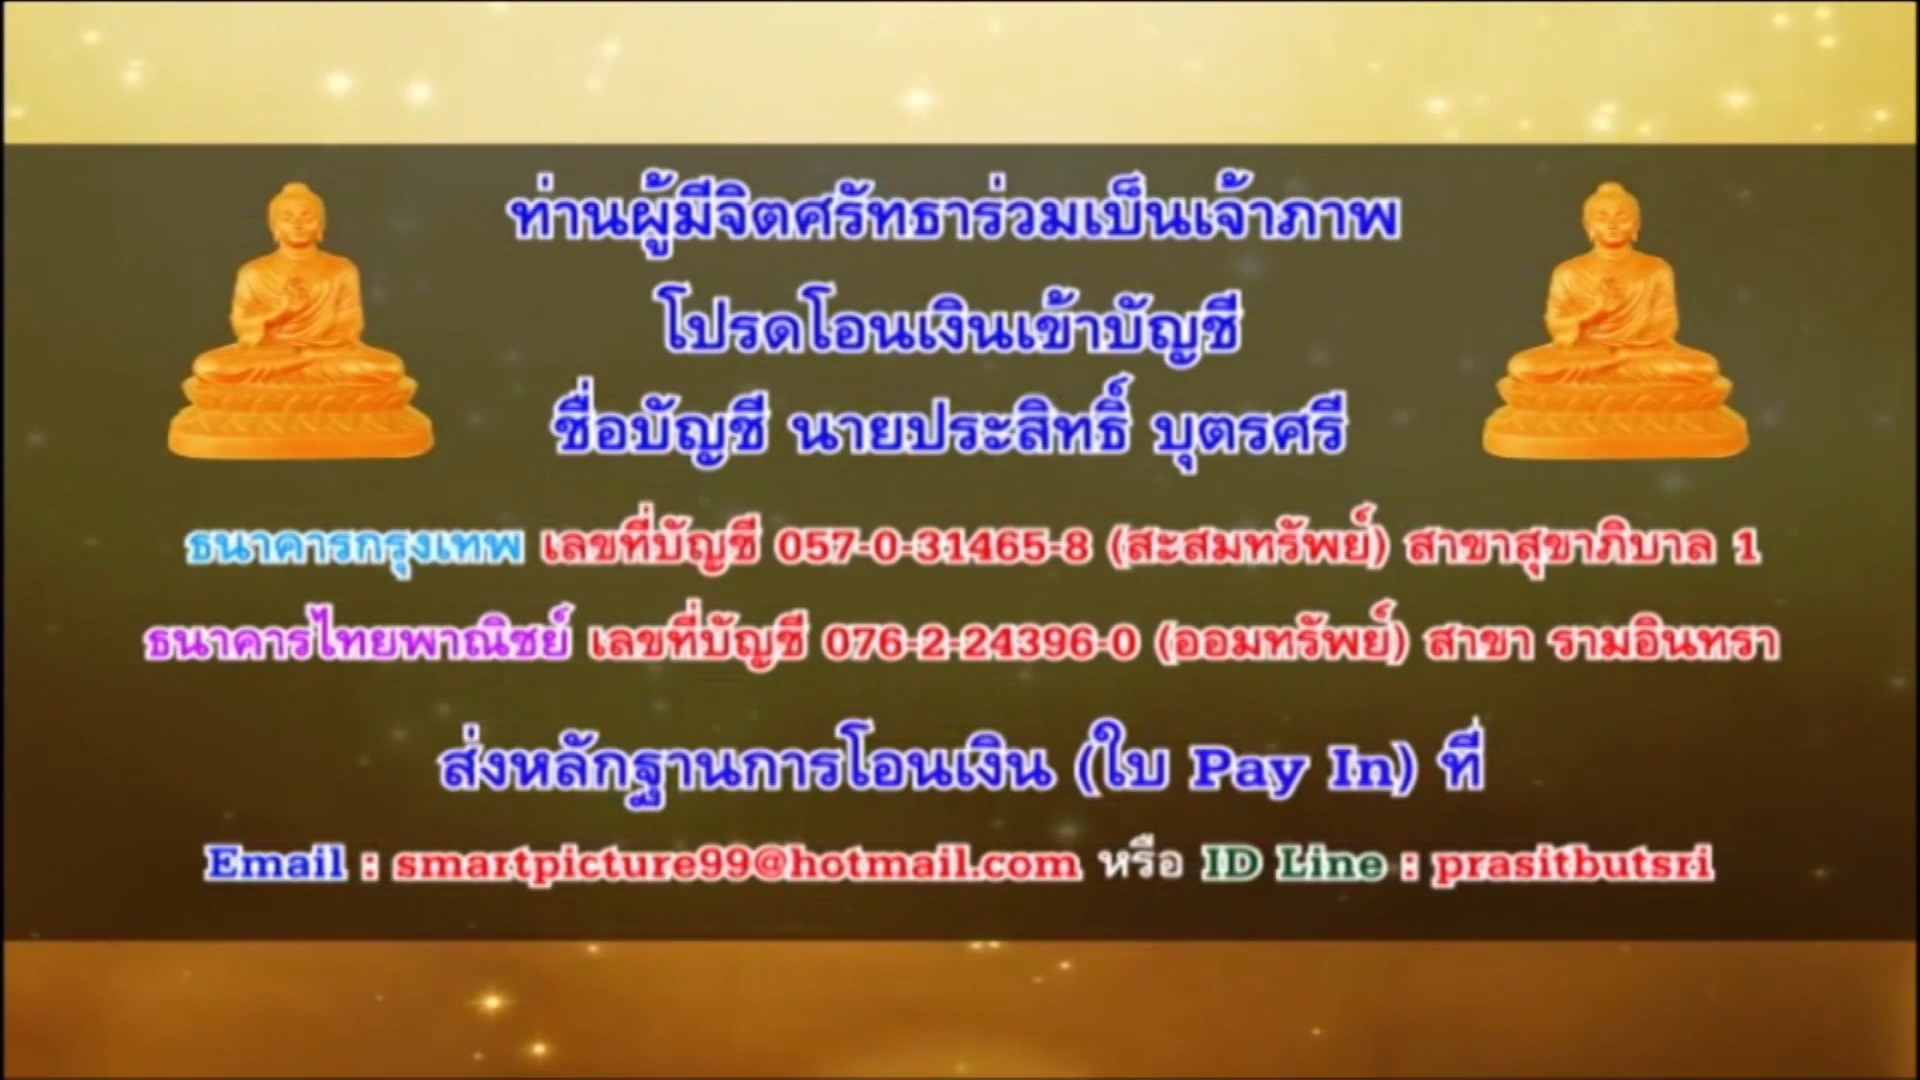 ท่านผู้มีจิตศรัทธาร่วมเป็นเจ้าภาพ
โปรดโอนเงินเข้าบัญชี
ชื่อบัญชี นายประสิทธิ์ บุตรศรี
ธนาคารกรุงเทพ เลขที่บัญชี 057-0-31465-8 (สะสมทรัพย์) สาขาสุขาภิบาล 1
ธนาคารไทยพาณิชย์ เลขที่บัญชี 076-2-24396-0 (ออมทรัพย์) สาขา รามอินทรา
ส่งหลักฐานการโอนเงิน (ใบ Pay In) ที่
Email : smartpicture99@hotmail.com หรือ ID Line : prasitbutsri